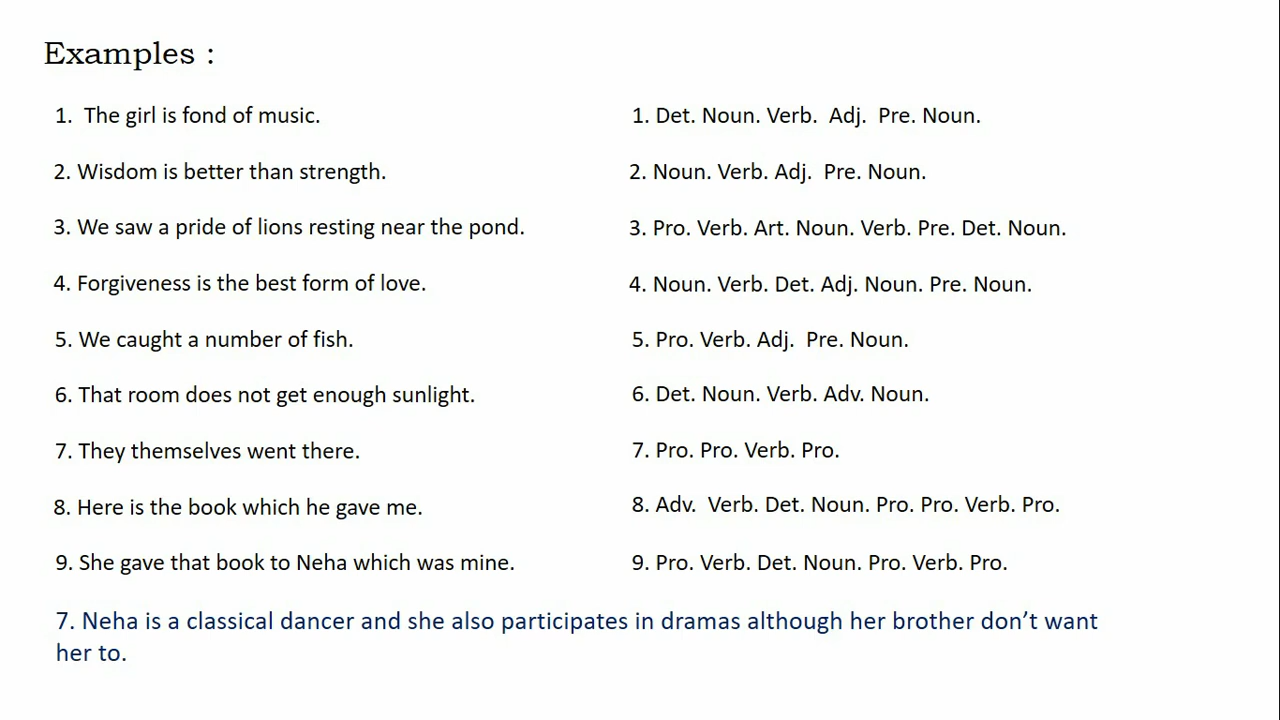 Examples :
1. The girl is fond of music.
1. Det. Noun. Verb. Adj. Pre. Noun.
2. Wisdom is better than strength.
2. Noun. Verb. Adj. Pre. Noun.
3. We saw a pride of lions resting near the pond.
3. Pro. Verb. Art. Noun. Verb. Pre. Det. Noun.
4. Forgiveness is the best form of love.
4. Noun. Verb. Det. Adj. Noun. Pre. Noun.
5. We caught a number of fish.
5. Pro. Verb. Adj. Pre. Noun.
6. That room does not get enough sunlight.
6. Det. Noun. Verb. Adv. Noun.
7. They themselves went there.
7. Pro. Pro. Verb. Pro.
8. Here is the book which he gave me.
8. Adv. Verb. Det. Noun. Pro. Pro. Verb. Pro.
9. She gave that book to Neha which was mine.
9. Pro. Verb. Det. Noun. Pro. Verb. Pro.
7. Neha is a classical dancer and she also participates in dramas although her brother don’t want
her to.